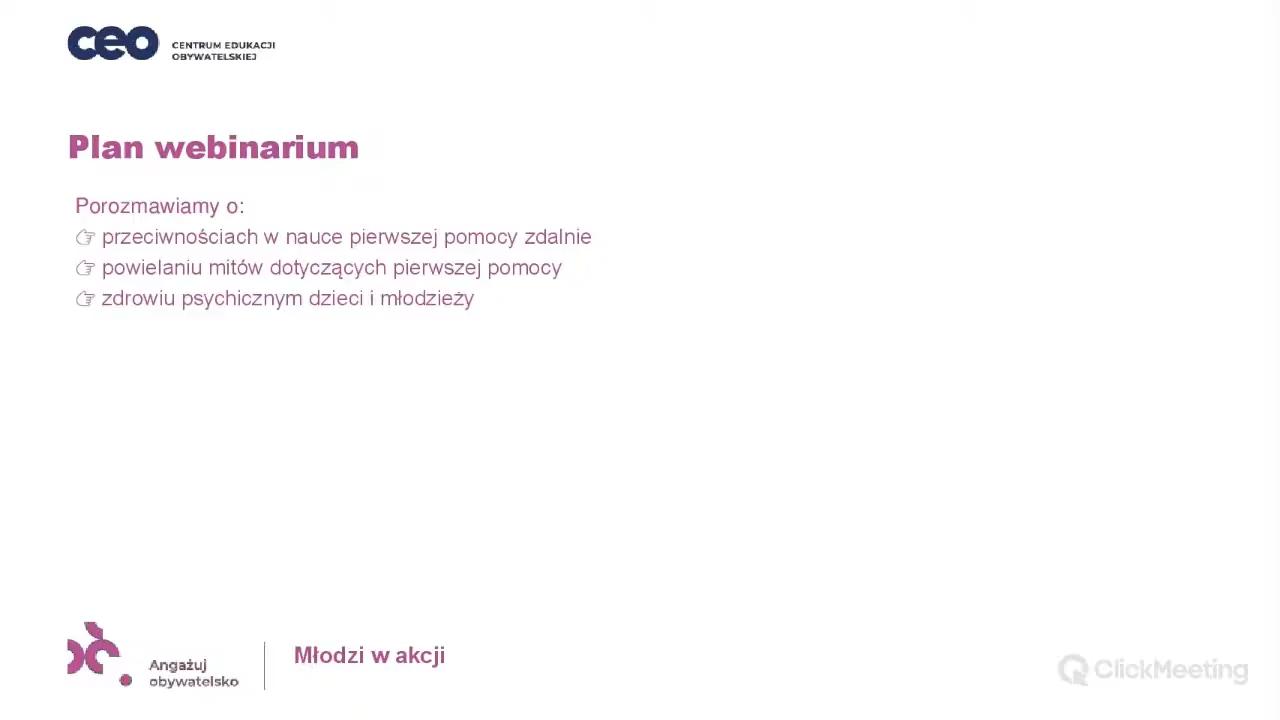 ceo CENTRUM EDUKACJI
OBYWATELSKIEJ
Plan webinarium
Porozmawiamy o:
👉 przeciwnościach w nauce pierwszej pomocy zdalnie
👉 powielaniu mitów dotyczących pierwszej pomocy
👉 zdrowiu psychicznym dzieci i młodzieży
Angażuj
obywatelsko
Młodzi w akcji
ClickMeeting